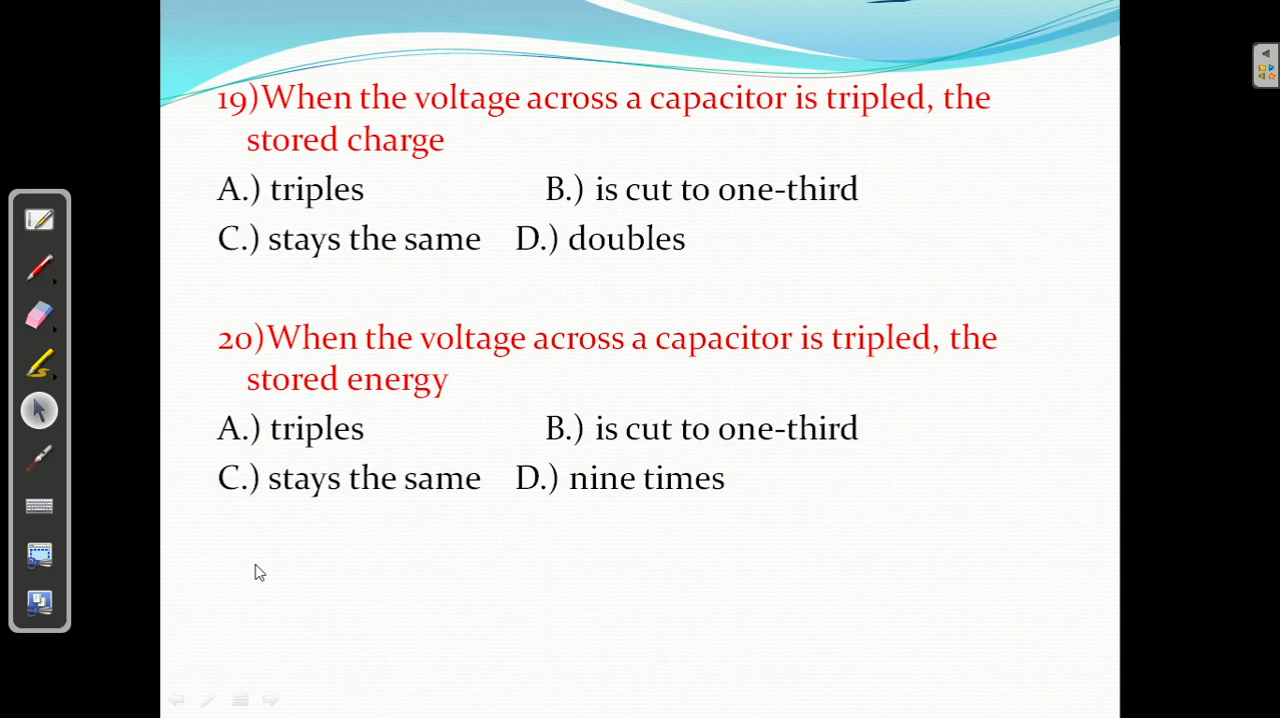 19)When the voltage across a capacitor is tripled, the
stored charge
A.) triples B.) is cut to one-third
C.) stays the same D.) doubles
20)When the voltage across a capacitor is tripled, the
stored energy
A.) triples B.) is cut to one-third
C.) stays the same D.) nine times